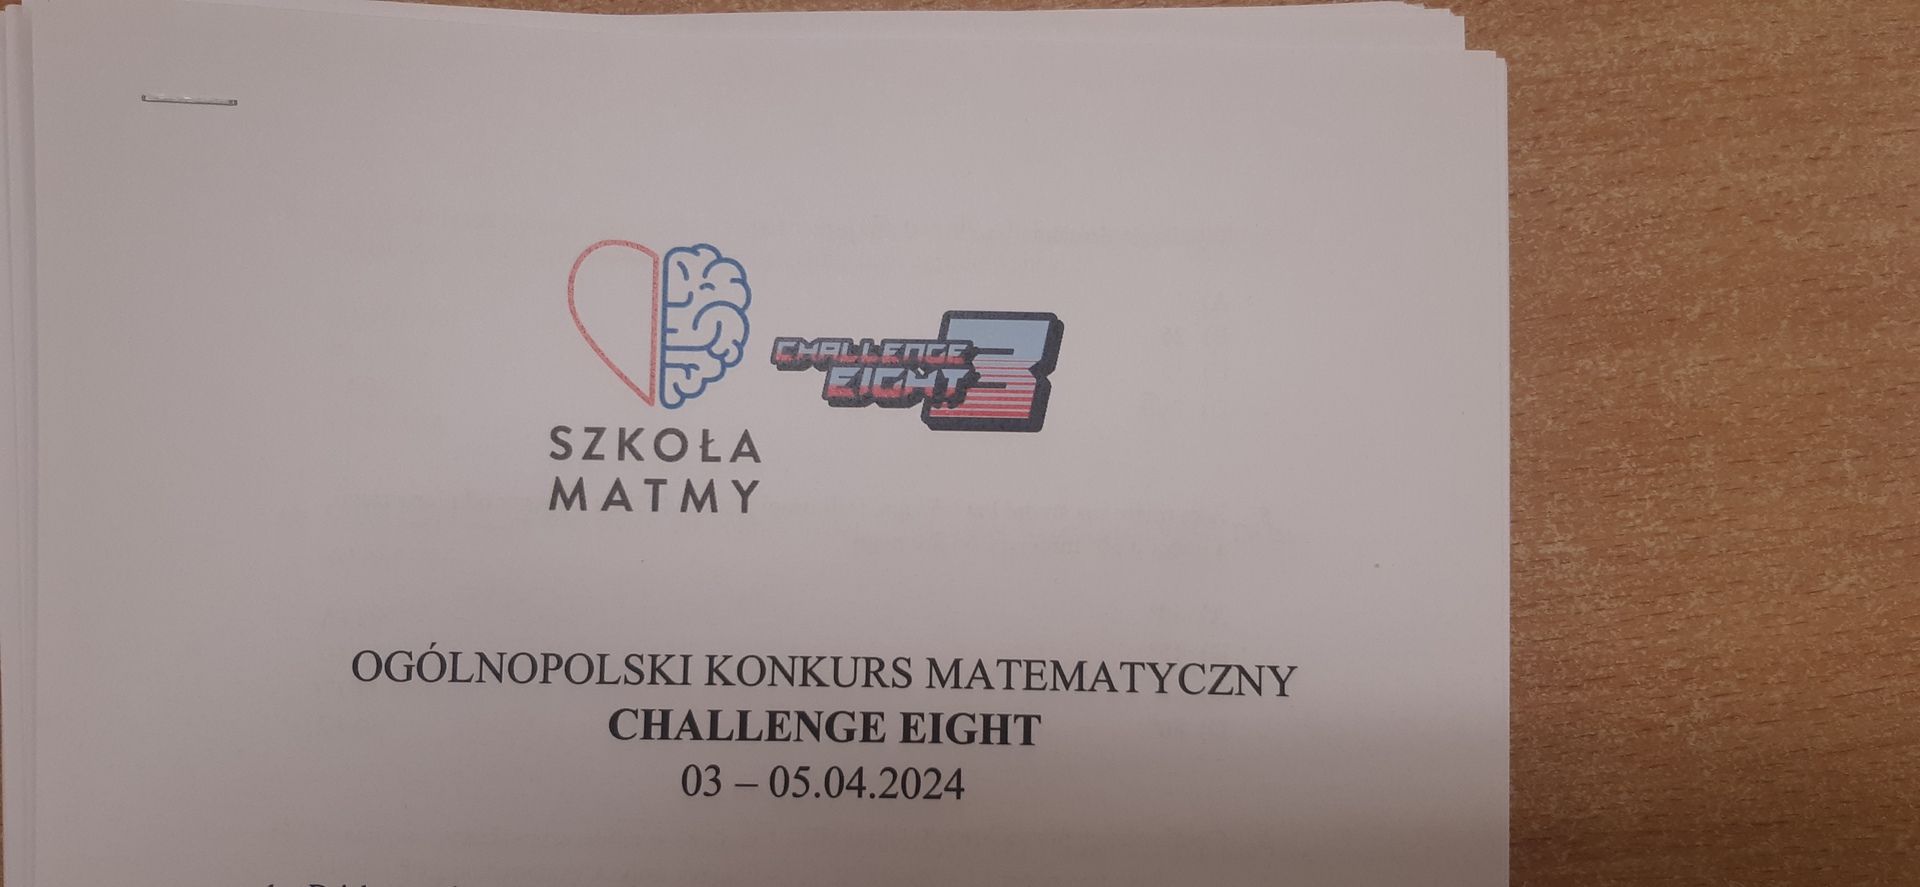 CHALLENGE
EIGHT 3
SZKOŁA
MATMY
OGÓLNOPOLSKI KONKURS MATEMATYCZNY
CHALLENGE EIGHT
03 – 05.04.2024